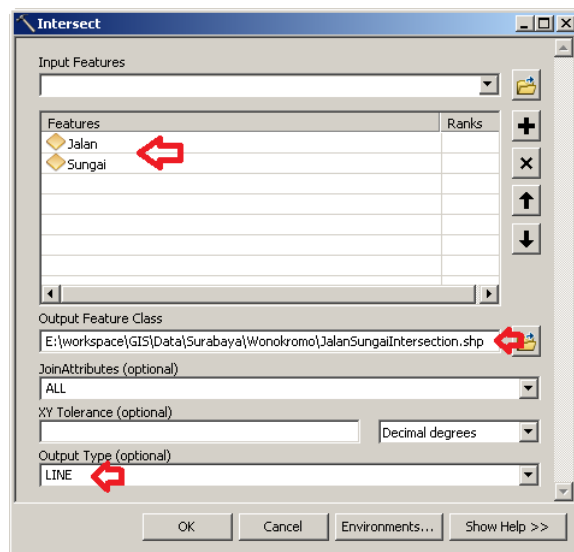 Intersect
Input Features
Features Ranks
Jalan
Sungai
Output Feature Class
E:\workspace\GIS\Data\Surabaya\Wonokromo\JalanSungaiIntersection.shp
JoinAttributes (optional)
ALL
XY Tolerance (optional)
Decimal degrees
Output Type (optional)
LINE
OK Cancel Environments... Show Help >>